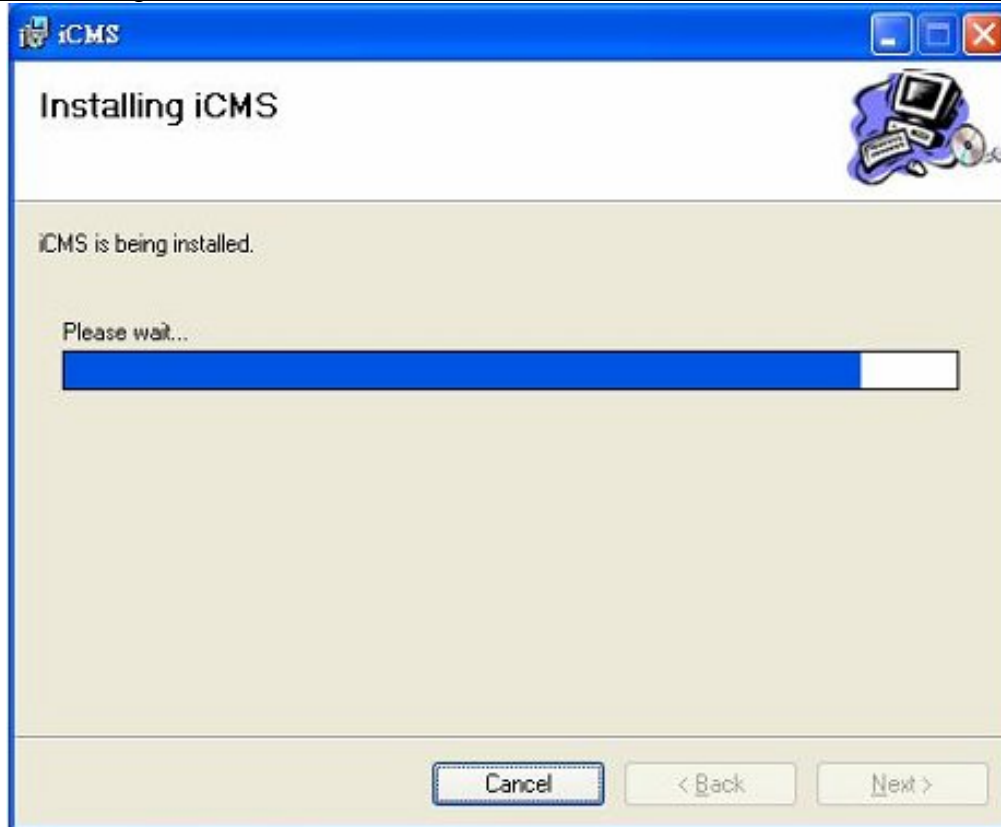 iCMS
Installing iCMS
iCMS is being installed.
Please wait...
Cancel
< Back
Next >